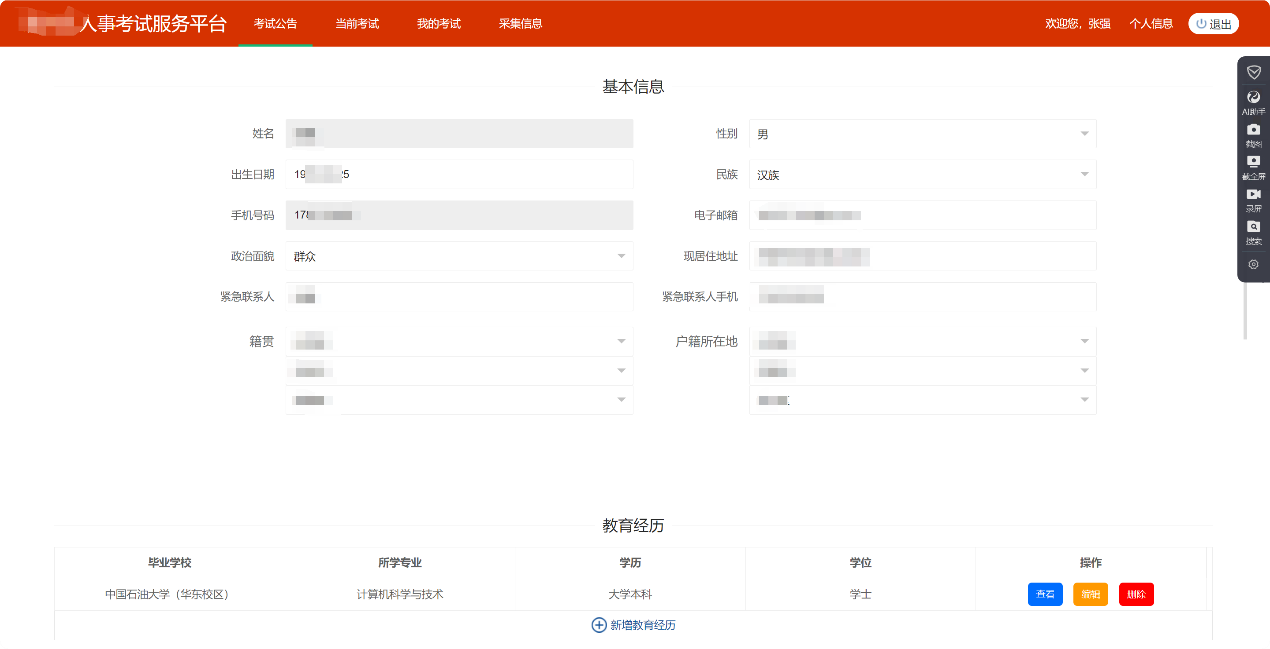 人事考试服务平台 考试公告 当前考试 我的考试 采集信息 欢迎您，张强 个人信息 退出
基本信息
姓名 性别 男
出生日期 19 25 民族 汉族
手机号码 178 电子邮箱
政治面貌 群众 现居住地址
紧急联系人 紧急联系人手机
籍贯 户籍所在地
教育经历
毕业学校 所学专业 学历 学位 操作
中国石油大学（华东校区） 计算机科学与技术 大学本科 学士 查看 编辑 删除
新增教育经历
AI助手
截图
截全屏
录屏
搜索